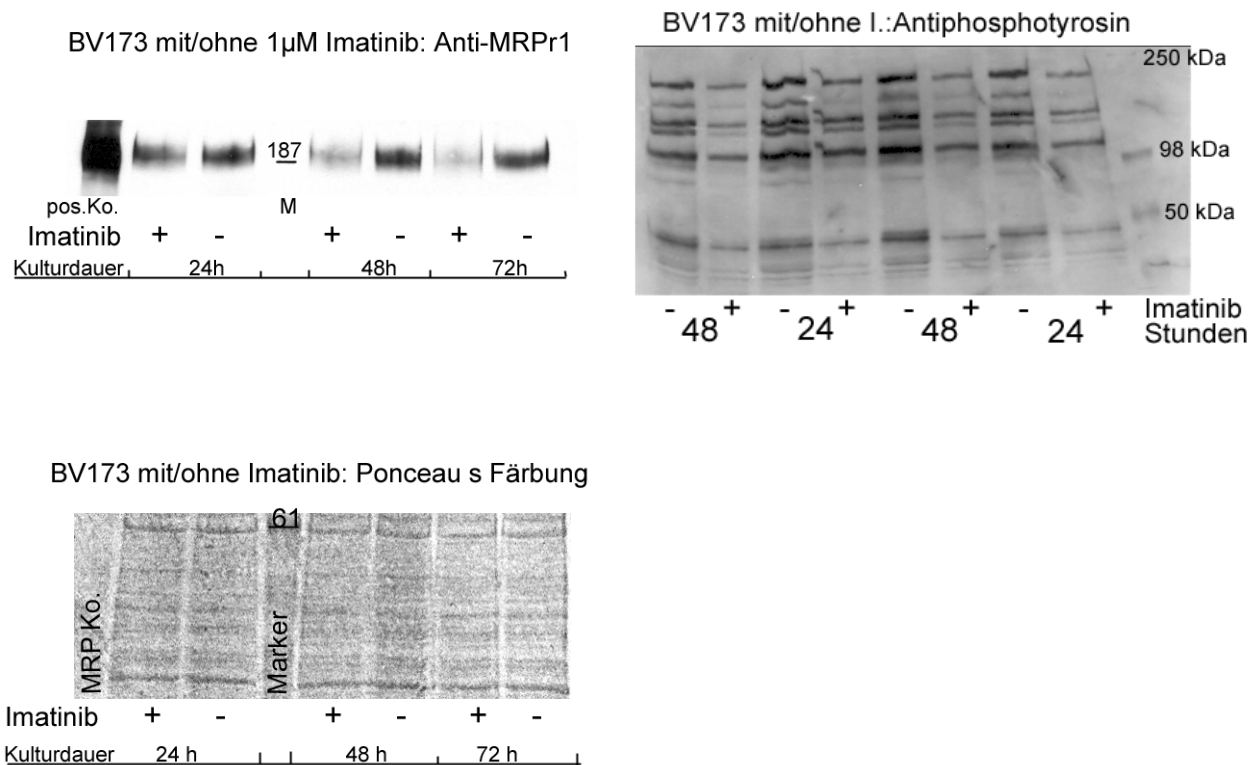 BV173 mit/ohne 1µM Imatinib: Anti-MRPr1
187
pos.Ko. M
Imatinib + - + - + -
Kulturdauer 24h 48h 72h
BV173 mit/ohne I.:Antiphosphotyrosin
250 kDa
98 kDa
50 kDa
- + - + - + - + Imatinib
48 24 48 24 Stunden
BV173 mit/ohne Imatinib: Ponceau s Färbung
61
MRP Ko.
Marker
Imatinib + - + - + -
Kulturdauer 24 h 48 h 72 h